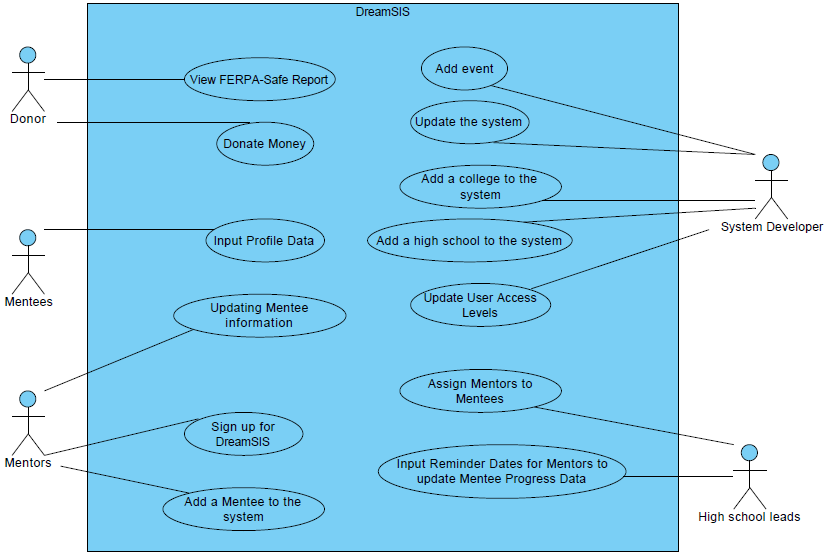 DreamSIS
Donor
View FERPA-Safe Report
Donate Money
Mentees
Input Profile Data
Updating Mentee
information
Mentors
Sign up for
DreamSIS
Add a Mentee to the
system
Add event
Update the system
Add a college to the
system
Add a high school to the system
Update User Access
Levels
System Developer
Assign Mentors to
Mentees
Input Reminder Dates for Mentors to
update Mentee Progress Data
High school leads